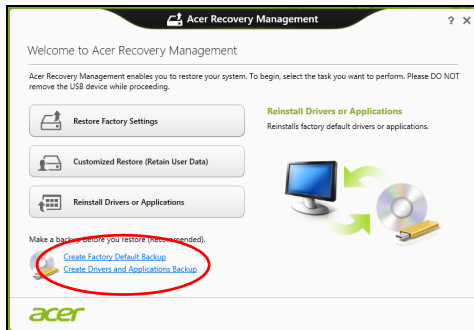 Acer Recovery Management
? X
Welcome to Acer Recovery Management
Acer Recovery Management enables you to restore your system. To begin, select the task you want to perform. Please DO NOT
remove the USB device while proceeding.
Restore Factory Settings
Customized Restore (Retain User Data)
Reinstall Drivers or Applications
Reinstall Drivers or Applications
Reinstalls factory default drivers or applications.
Make a backup before you restore (Recommended).
Create Factory Default Backup
Create Drivers and Applications Backup
acer